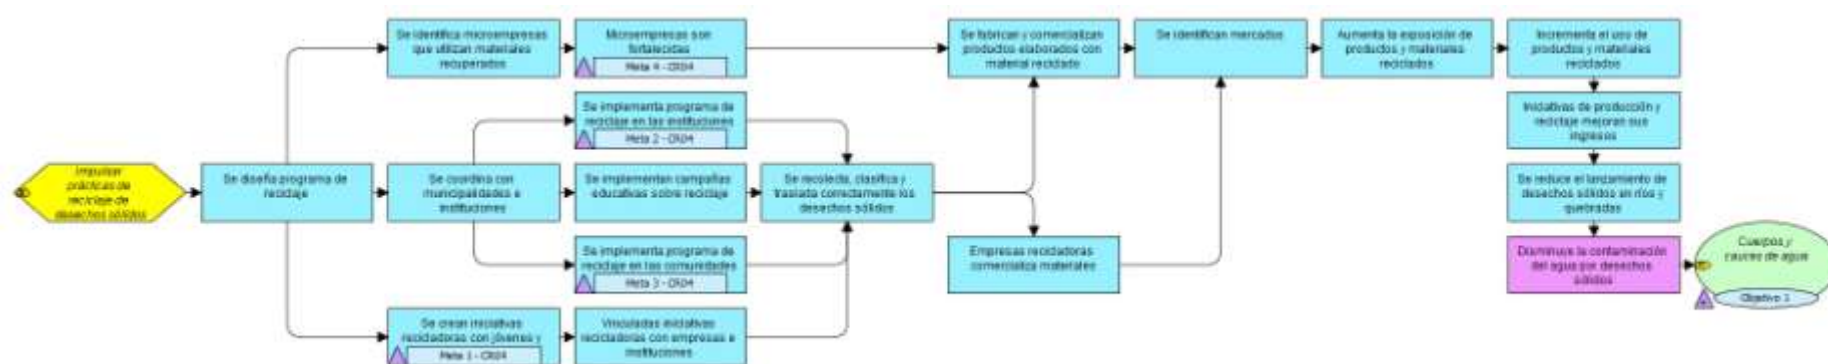 Impulsar
prácticas de
reciclaje de
desechos sólidos
Se diseña programa de
reciclaje
Se identifica microempresas
que utilizan materiales
recuperados
Microempresas son
fortalecidas
Meta 4 - CR04
Se implementa programa de
reciclaje en las instituciones
Meta 2 - CR04
Se coordina con
municipalidades e
instituciones
Se implementan campañas
educativas sobre reciclaje
Se implementa programa de
reciclaje en las comunidades
Meta 3 - CR04
Se crean iniciativas
recicladoras con jóvenes y
Meta 1 - CR04
Vinculadas iniciativas
recicladoras con empresas e
instituciones
Se recolecta, clasifica y
traslada correctamente los
desechos sólidos
Se fabrican y comercializan
productos elaborados con
material reciclado
Empresas recicladoras
comercializa materiales
Se identifican mercados
Aumenta la exposición de
productos y materiales
reciclados
Incrementa el uso de
productos y materiales
reciclados
Iniciativas de producción y
reciclaje mejoran sus
ingresos
Se reduce el lanzamiento de
desechos sólidos en ríos y
quebradas
Disminuye la contaminación
del agua por desechos
sólidos
Cuerpos y
cauces de agua
Objetivo 1